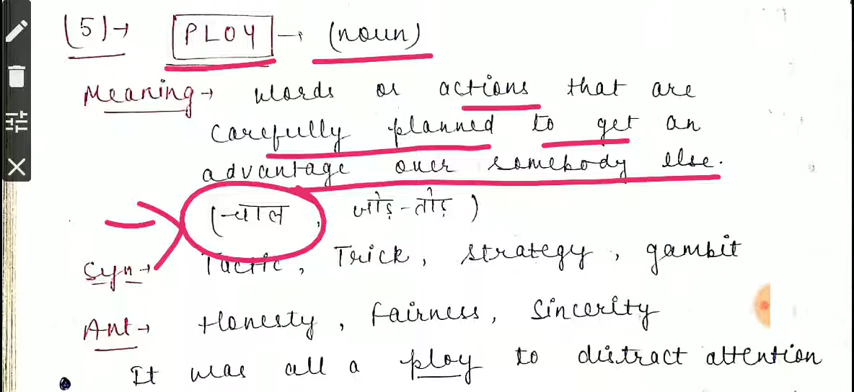 (5)→ PLOY → (noun)
Meaning→ words or actions that are
carefully planned to get an
advantage over somebody else.
(चाल, जोड़-तोड़)
Syn→ Tactic, Trick, strategy, gambit
Ant→ Honesty, fairness, sincerity
It was all a ploy to distract attention